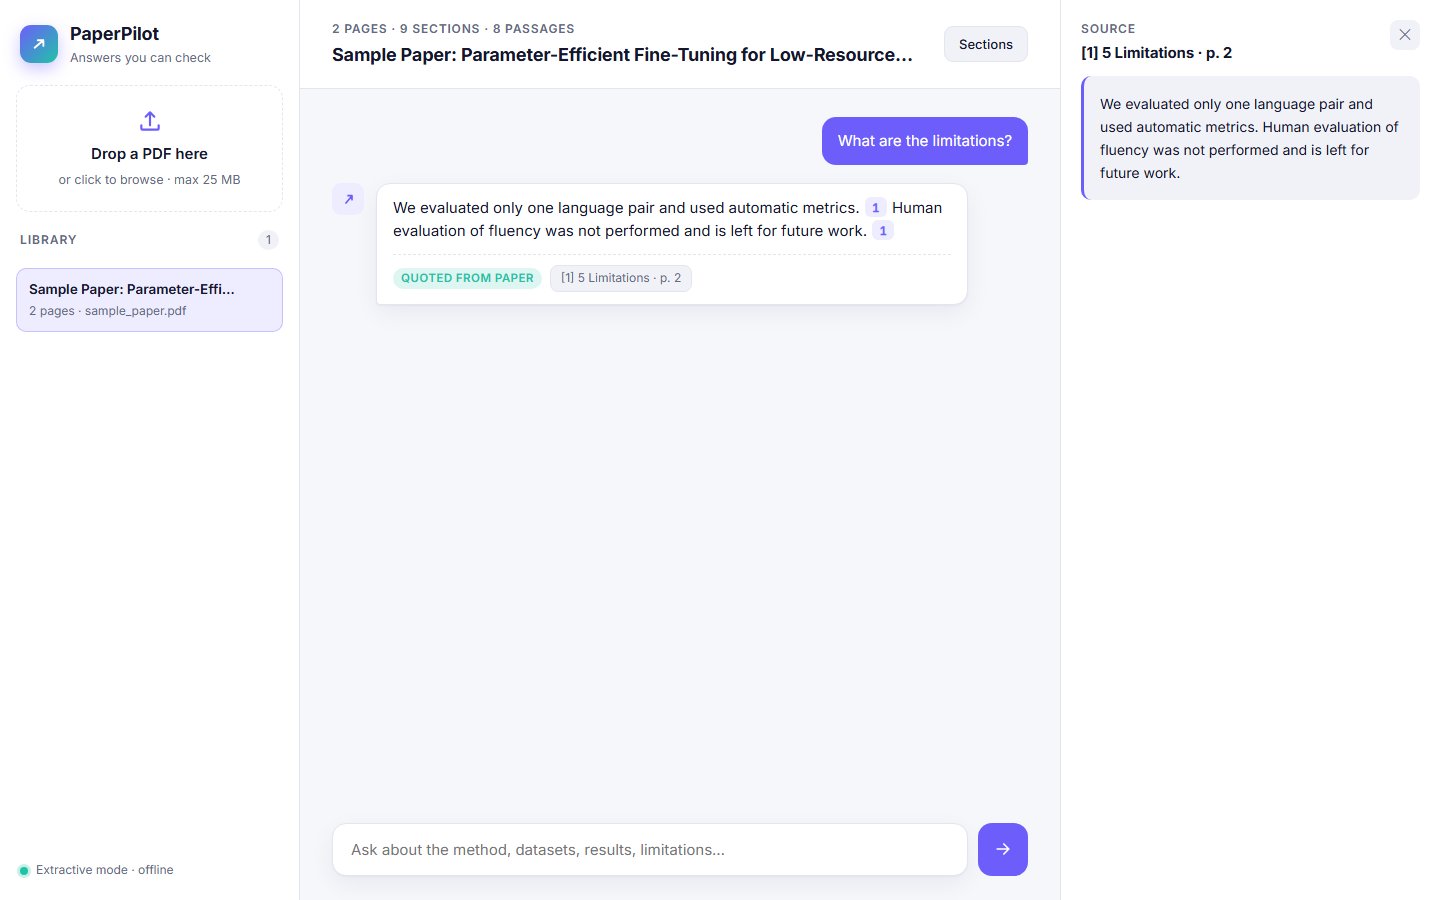 PaperPilot
Answers you can check
Drop a PDF here
or click to browse · max 25 MB
LIBRARY
1
Sample Paper: Parameter-Effi...
2 pages · sample_paper.pdf
Extractive mode · offline
2 PAGES · 9 SECTIONS · 8 PASSAGES
Sample Paper: Parameter-Efficient Fine-Tuning for Low-Resource...
Sections
What are the limitations?
We evaluated only one language pair and used automatic metrics. 1 Human
evaluation of fluency was not performed and is left for future work. 1
QUOTED FROM PAPER
[1] 5 Limitations · p. 2
Ask about the method, datasets, results, limitations...
SOURCE
[1] 5 Limitations · p. 2
We evaluated only one language pair and
used automatic metrics. Human evaluation of
fluency was not performed and is left for
future work.